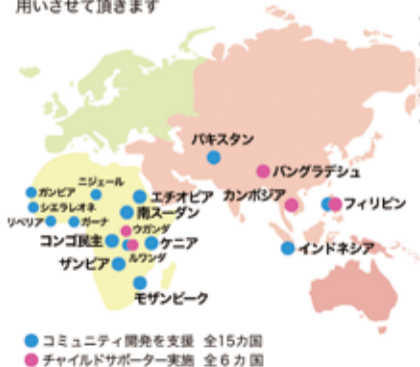 用いさせて頂きます
パキスタン
バングラデシュ
ニジェール
ガンビア
エチオピア
カンボジア
フィリピン
シエラレオネ
南スーダン
リベリア
ガーナ
ウガンダ
コンゴ民主
ケニア
インドネシア
ルワンダ
ザンビア
モザンビーク
コミュニティ開発を支援 全15カ国
チャイルドサポーター実施 全6カ国